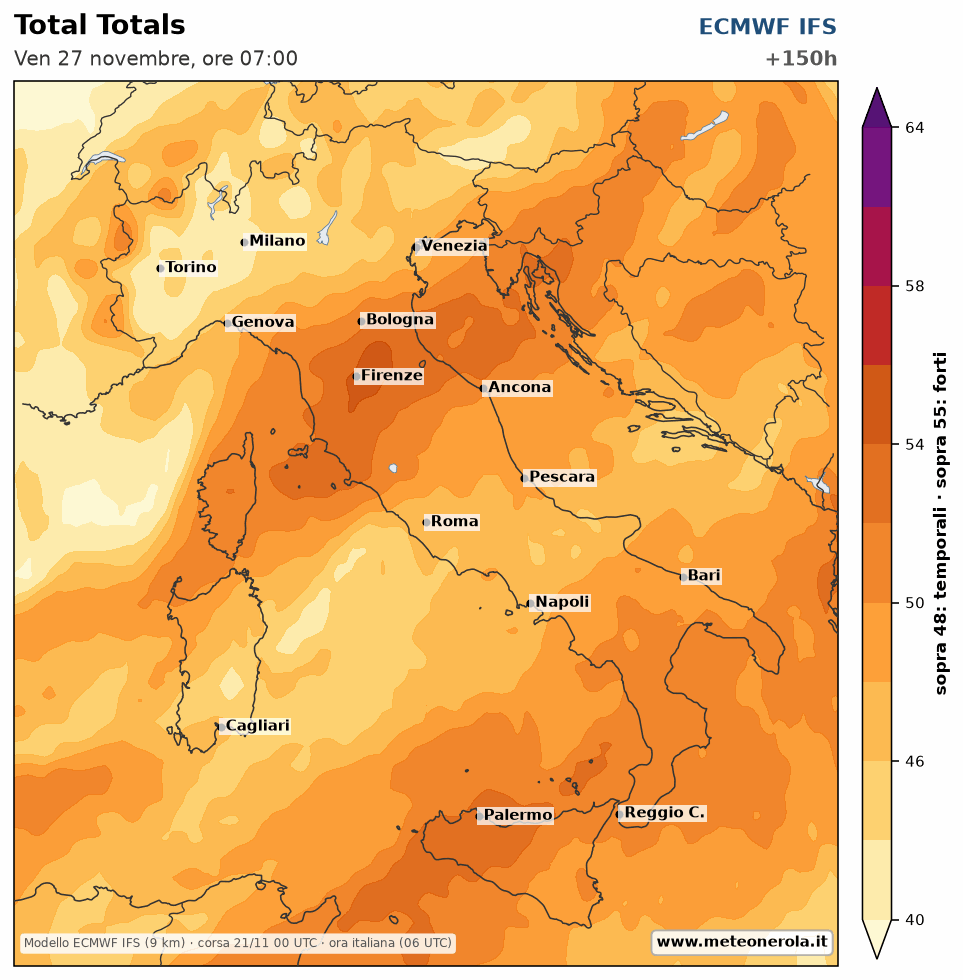 Total Totals
ECMWF IFS
Ven 27 novembre, ore 07:00
+150h
Milano
Venezia
Torino
Genova
Bologna
Firenze
Ancona
Pescara
Roma
Bari
Napoli
Cagliari
Palermo
Reggio C.
64
58
54
50
46
40
sopra 48: temporali · sopra 55: forti
Modello ECMWF IFS (9 km) · corsa 21/11 00 UTC · ora italiana (06 UTC)
www.meteonerola.it